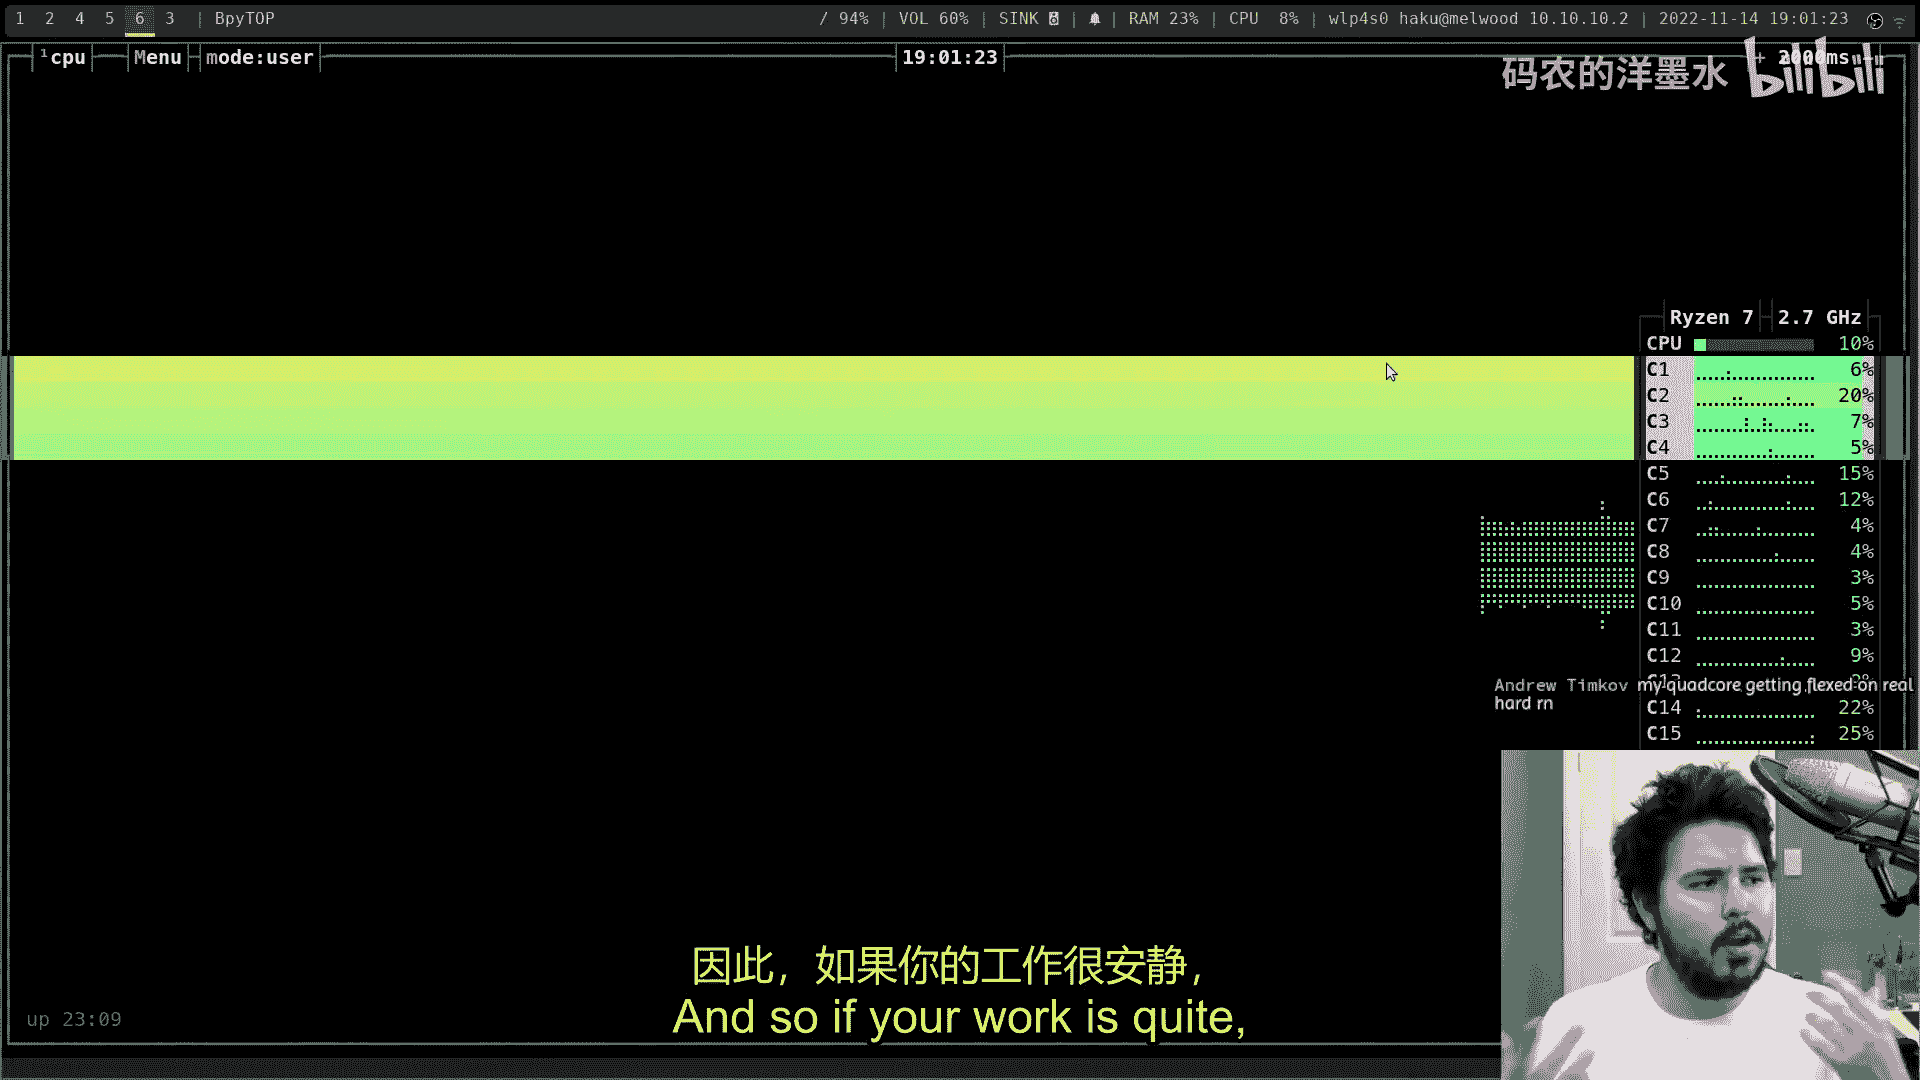 1 2 4 5 6 3 | BpyTOP / 94% | VOL 60% | SINK | | RAM 23% | CPU 8% | wlp4s0 haku@melwood 10.10.10.2 | 2022-11-14 19:01:23
¹cpu Menu mode:user 19:01:23 + 2000ms
码农的洋墨水 bilibili
Ryzen 7 2.7 GHz
CPU 10%
C1 6%
C2 20%
C3 7%
C4 5%
C5 15%
C6 12%
C7 4%
C8 4%
C9 3%
C10 5%
C11 3%
C12 9%
Andrew Timkov my quadcore getting flexed on real
hard rn
C14 22%
C15 25%
因此，如果你的工作很安静，
And so if your work is quite,
up 23:09